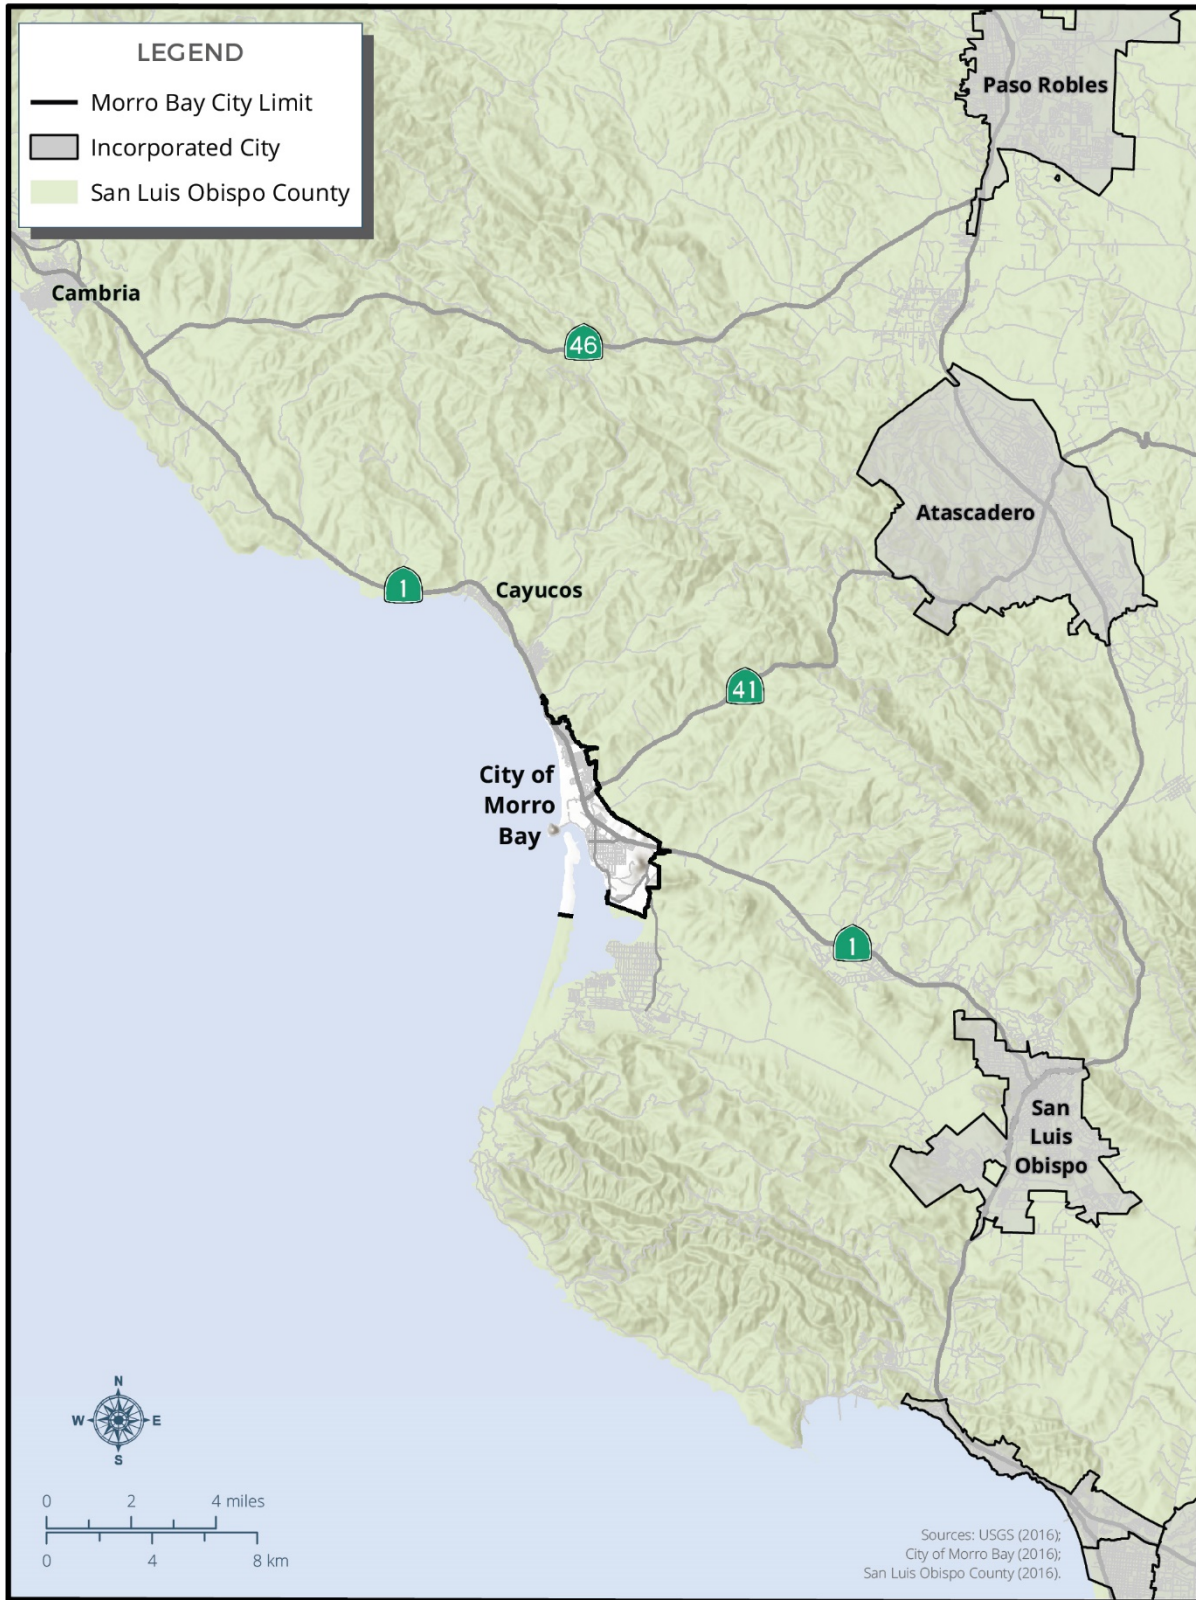 LEGEND
Morro Bay City Limit
Incorporated City
San Luis Obispo County
Paso Robles
Cambria
46
Atascadero
1
Cayucos
41
City of
Morro
Bay
1
San
Luis
Obispo
N
W E
S
0 2 4 miles
0 4 8 km
Sources: USGS (2016);
City of Morro Bay (2016);
San Luis Obispo County (2016).